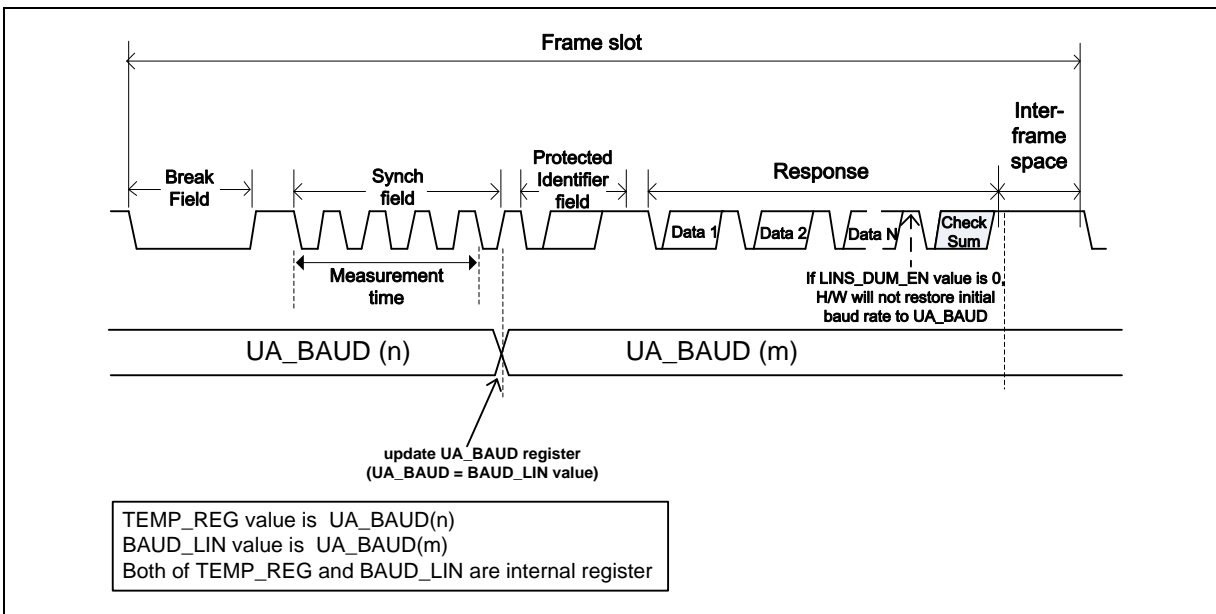 Frame slot
Inter-
frame
space
Break
Field
Synch
field
Protected
Identifier
field
Response
Data 1
Data 2
Data N
Check
Sum
Measurement
time
If LINS_DUM_EN value is 0,
H/W will not restore initial
baud rate to UA_BAUD
UA_BAUD (n)
UA_BAUD (m)
update UA_BAUD register
(UA_BAUD = BAUD_LIN value)
TEMP_REG value is UA_BAUD(n)
BAUD_LIN value is UA_BAUD(m)
Both of TEMP_REG and BAUD_LIN are internal register